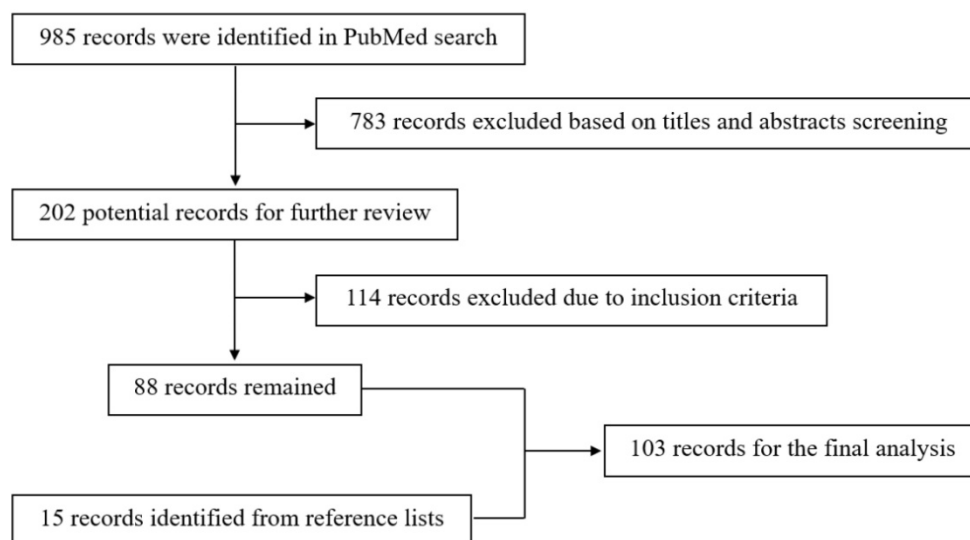 985 records were identified in PubMed search
783 records excluded based on titles and abstracts screening
202 potential records for further review
114 records excluded due to inclusion criteria
88 records remained
103 records for the final analysis
15 records identified from reference lists